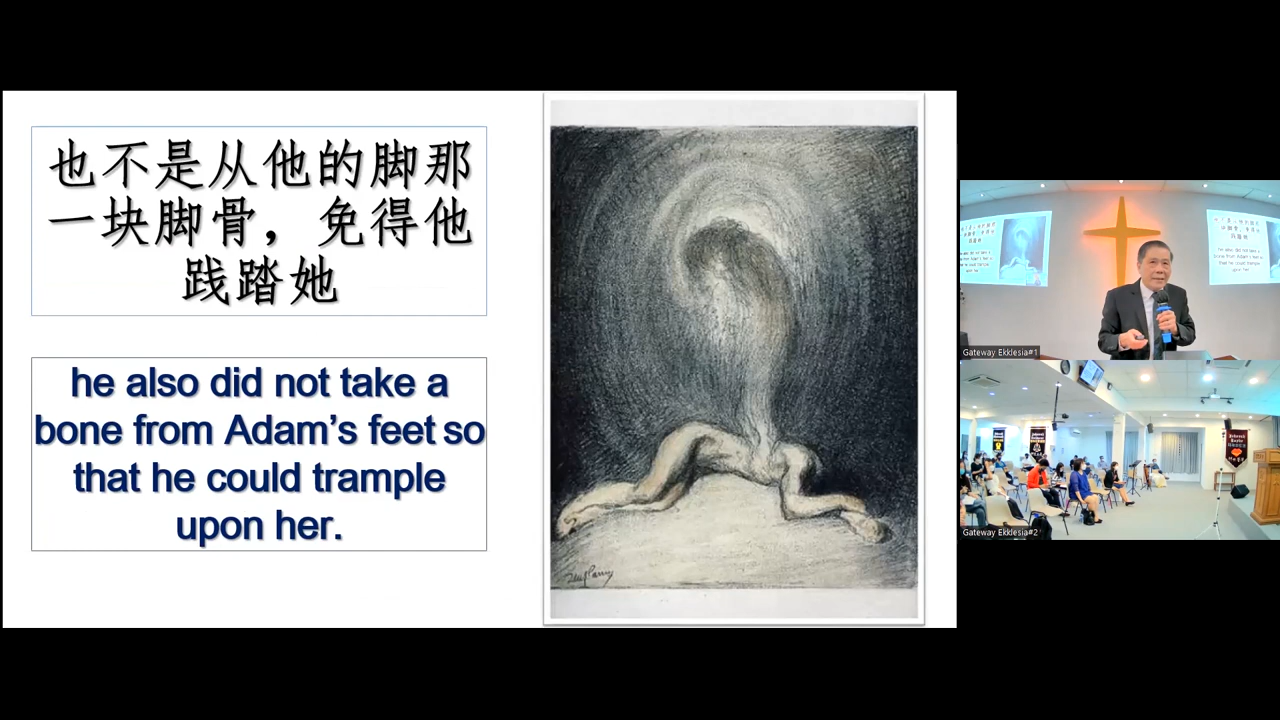 也不是从他的脚那
一块脚骨，免得他
践踏她
he also did not take a
bone from Adam's feet so
that he could trample
upon her.
Gateway Ekklesia#1
Gateway Ekklesia#2